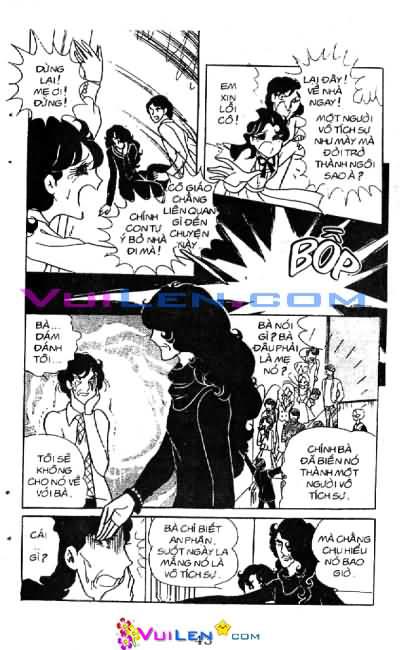 EM
XIN
LỖI
CÔ!
LẠI ĐÂY!
VỀ NHÀ
NGAY!
MỘT NGƯỜI
VÔ TÍCH SỰ
NHƯ MÀY MÀ
ĐÒI TRỞ
THÀNH NGÔI
SAO À?
DỪNG
LẠI!
MẸ ƠI!
ĐỪNG!
CHÍNH
CON TỰ
Ý BỎ NHÀ
ĐI MÀ!
CÔ GIÁO
CHẲNG
LIÊN QUAN
GÌ ĐẾN
CHUYỆN
NÀY
BỐP
VUILEN.COM
BÀ...
DÁM
ĐÁNH
TÔI...
BÀ NÓI
GÌ? BÀ
ĐÂU PHẢI
LÀ MẸ
NÓ?
TÔI SẼ
KHÔNG
CHO NÓ VỀ
VỚI BÀ.
CHÍNH BÀ
ĐÃ BIẾN NÓ
THÀNH MỘT
NGƯỜI VÔ
TÍCH SỰ.
CÁI
GÌ?
BÀ CHỈ BIẾT
AN PHẬN,
SUỐT NGÀY LA
MẮNG NÓ LÀ
VÔ TÍCH SỰ,
MÀ CHẲNG
CHỊU HIỂU
NÓ BAO
GIỜ.
VUILEN
.COM